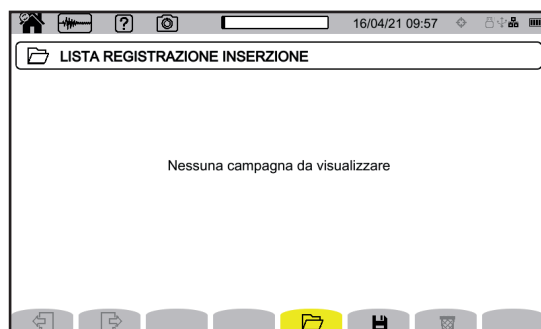 16/04/21 09:57
LISTA REGISTRAZIONE INSERZIONE
Nessuna campagna da visualizzare